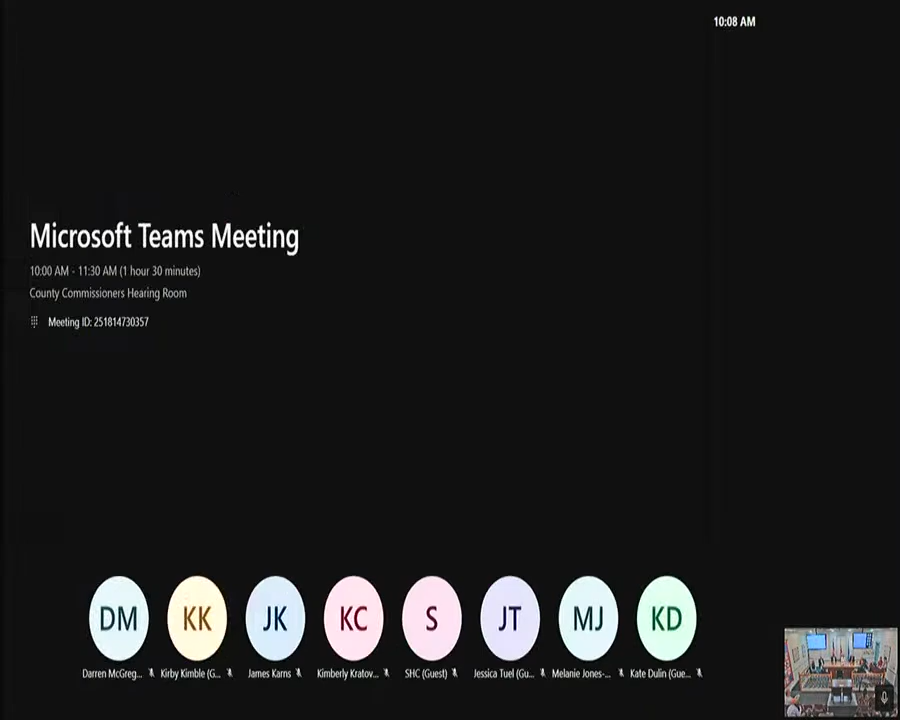 10:08 AM
Microsoft Teams Meeting
10:00 AM - 11:30 AM (1 hour 30 minutes)
County Commissioners Hearing Room
Meeting ID: 251814730357
DM KK JK KC S JT MJ KD
Darren McGreg... Kirby Kimble (G... James Karns Kimberly Kratov... SHC (Guest) Jessica Tuel (Gu... Melanie Jones-... Kate Dulin (Gue...